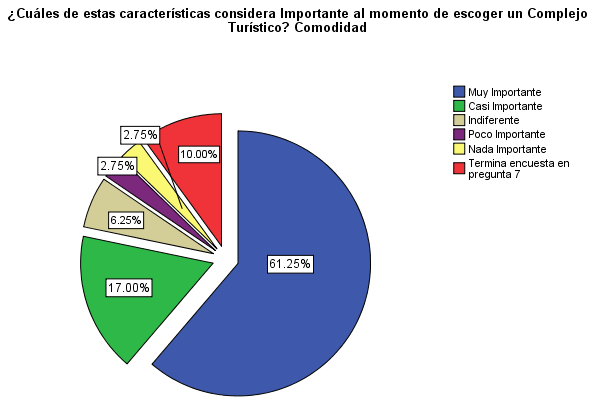 ¿Cuáles de estas características considera Importante al momento de escoger un Complejo
Turístico? Comodidad
Muy Importante
Casi Importante
Indiferente
Poco Importante
Nada Importante
Termina encuesta en
pregunta 7
2.75%
10.00%
2.75%
6.25%
61.25%
17.00%